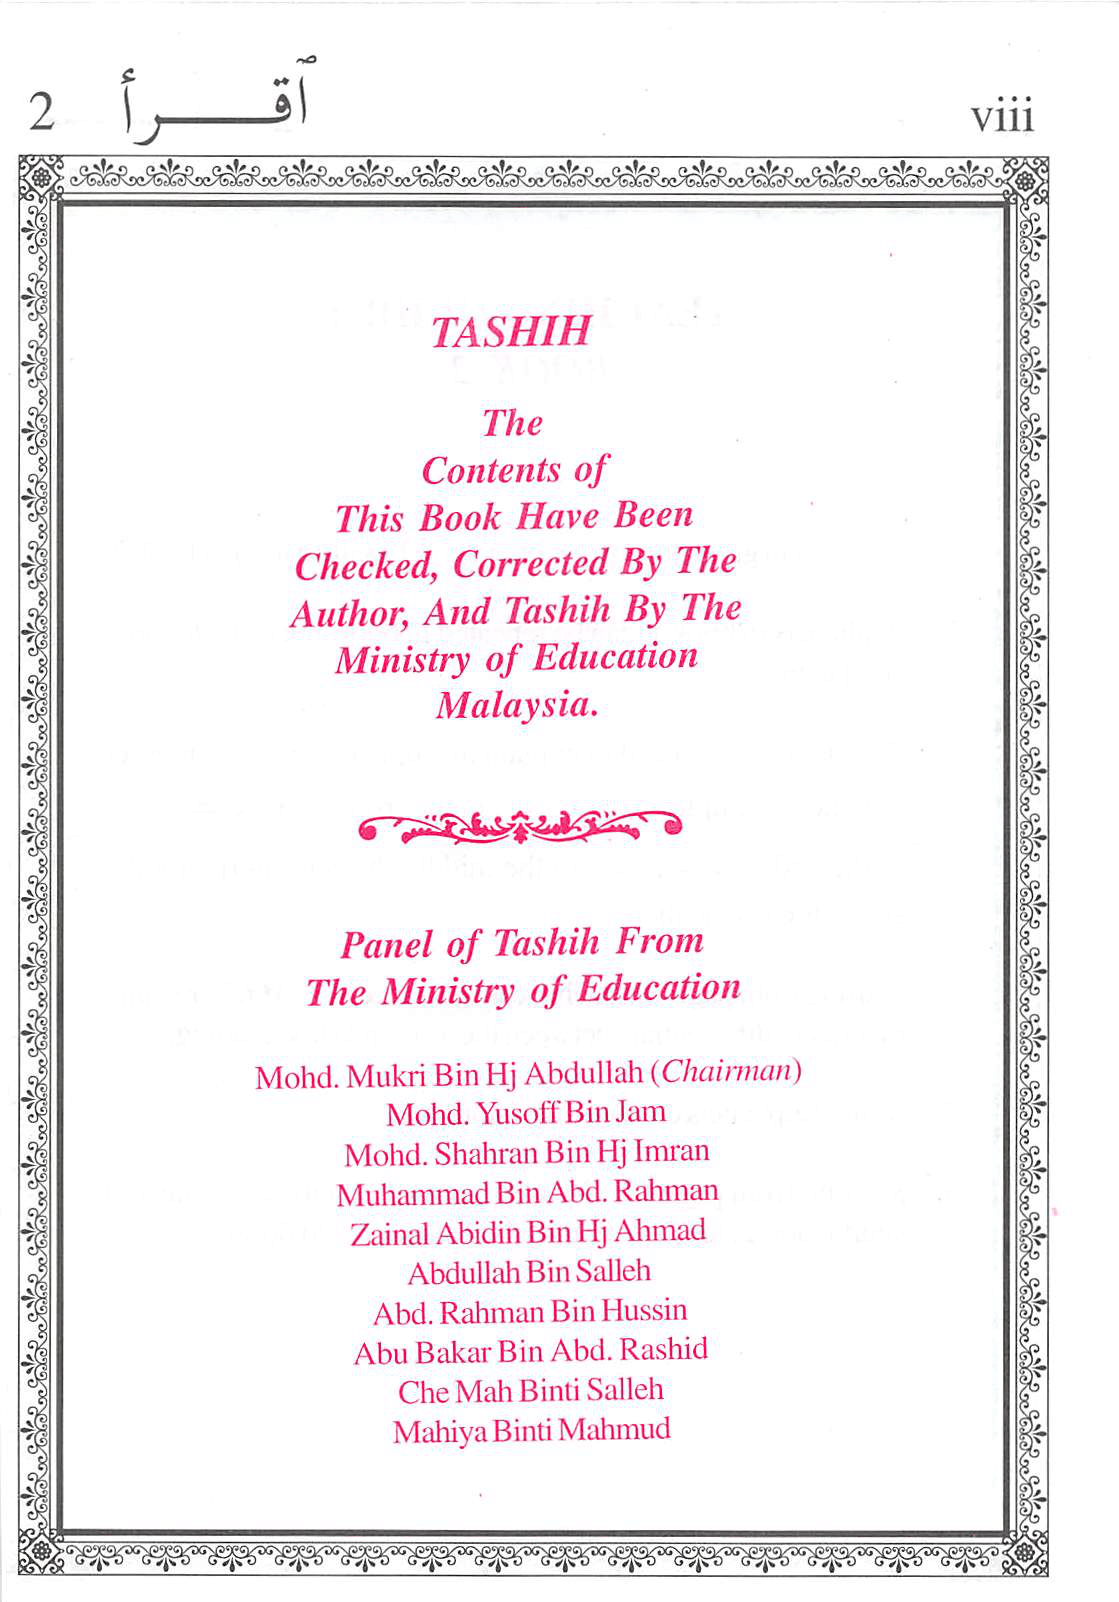 2 ٱقـــرأ viii
TASHIH
The
Contents of
This Book Have Been
Checked, Corrected By The
Author, And Tashih By The
Ministry of Education
Malaysia.
Panel of Tashih From
The Ministry of Education
Mohd. Mukri Bin Hj Abdullah (Chairman)
Mohd. Yusoff Bin Jam
Mohd. Shahran Bin Hj Imran
Muhammad Bin Abd. Rahman
Zainal Abidin Bin Hj Ahmad
Abdullah Bin Salleh
Abd. Rahman Bin Hussin
Abu Bakar Bin Abd. Rashid
Che Mah Binti Salleh
Mahiya Binti Mahmud